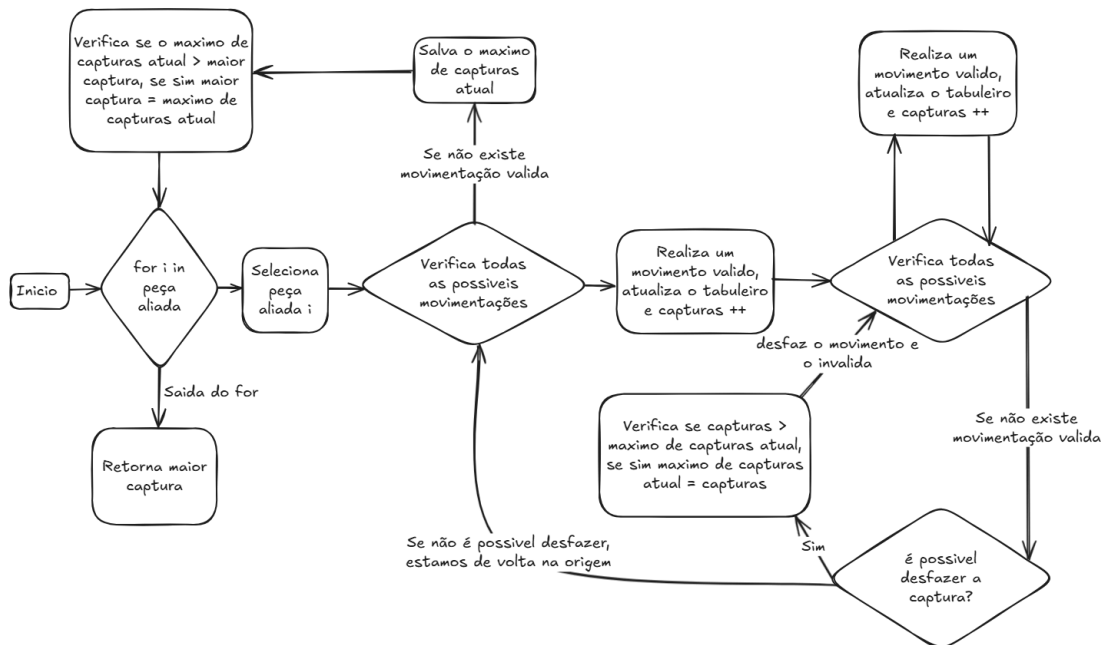 Verifica se o maximo de
capturas atual > maior
captura, se sim maior
captura = maximo de
capturas atual
Salva o maximo
de capturas
atual
Realiza um
movimento valido,
atualiza o tabuleiro
e capturas ++
Se não existe
movimentação valida
Inicio
for i in
peça
aliada
Seleciona
peça
aliada i
Verifica todas
as possiveis
movimentações
Realiza um
movimento valido,
atualiza o tabuleiro
e capturas ++
Verifica todas
as possiveis
movimentações
desfaz o movimento e
o invalida
Saida do for
Retorna maior
captura
Verifica se capturas >
maximo de capturas atual,
se sim maximo de capturas
atual = capturas
Se não existe
movimentação valida
Se não é possivel desfazer,
estamos de volta na origem
Sim
é possivel
desfazer a
captura?